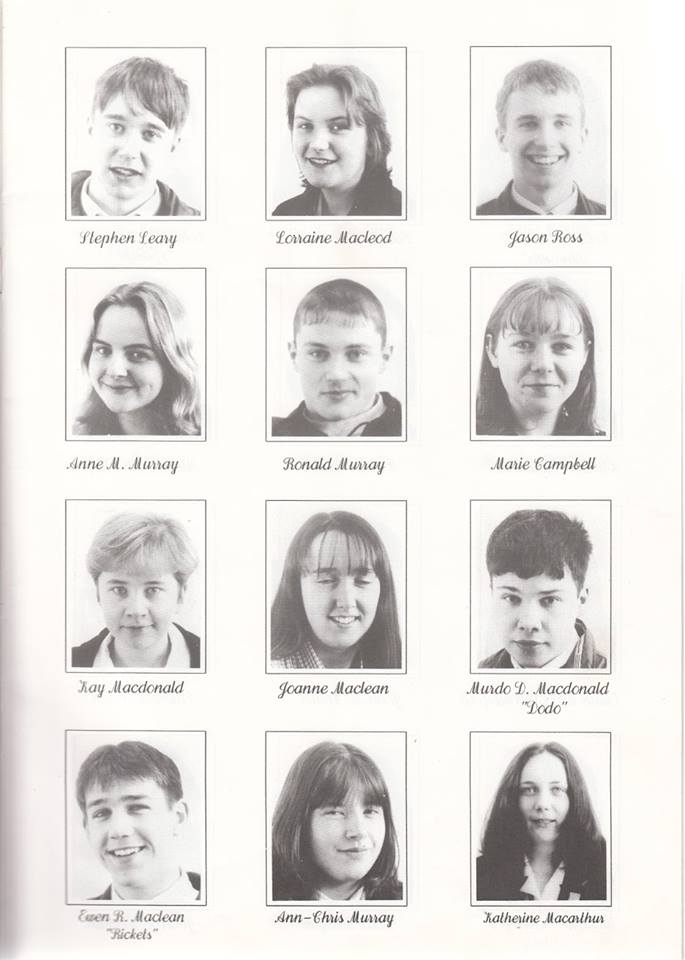 Stephen Leary
Lorraine Macleod
Jason Ross
Anne M. Murray
Ronald Murray
Marie Campbell
Kay Macdonald
Joanne Maclean
Murdo D. Macdonald
"Dodo"
Ewen R. Maclean
"Rickets"
Ann-Chris Murray
Katherine Macarthur